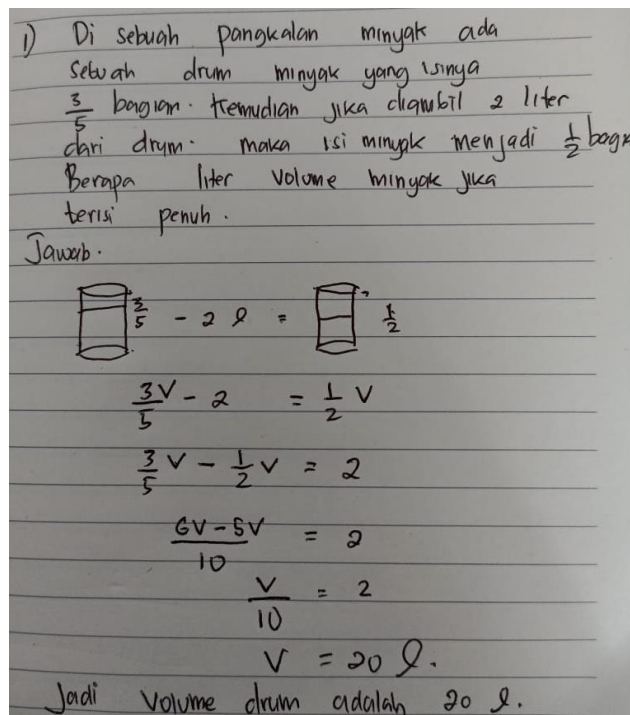 1) Di sebuah pangkalan minyak ada
sebuah drum minyak yang isinya
3/5 bagian. Kemudian jika diambil 2 liter
dari drum. maka isi minyak menjadi 1/2 bagi
Berapa liter volume minyak jika
terisi penuh.
Jawab.
3/5 - 2 l = 1/2
3V/5 - 2 = 1/2 V
3/5 V - 1/2 V = 2
6V - 5V / 10 = 2
V/10 = 2
V = 20 l.
Jadi volume drum adalah 20 l.